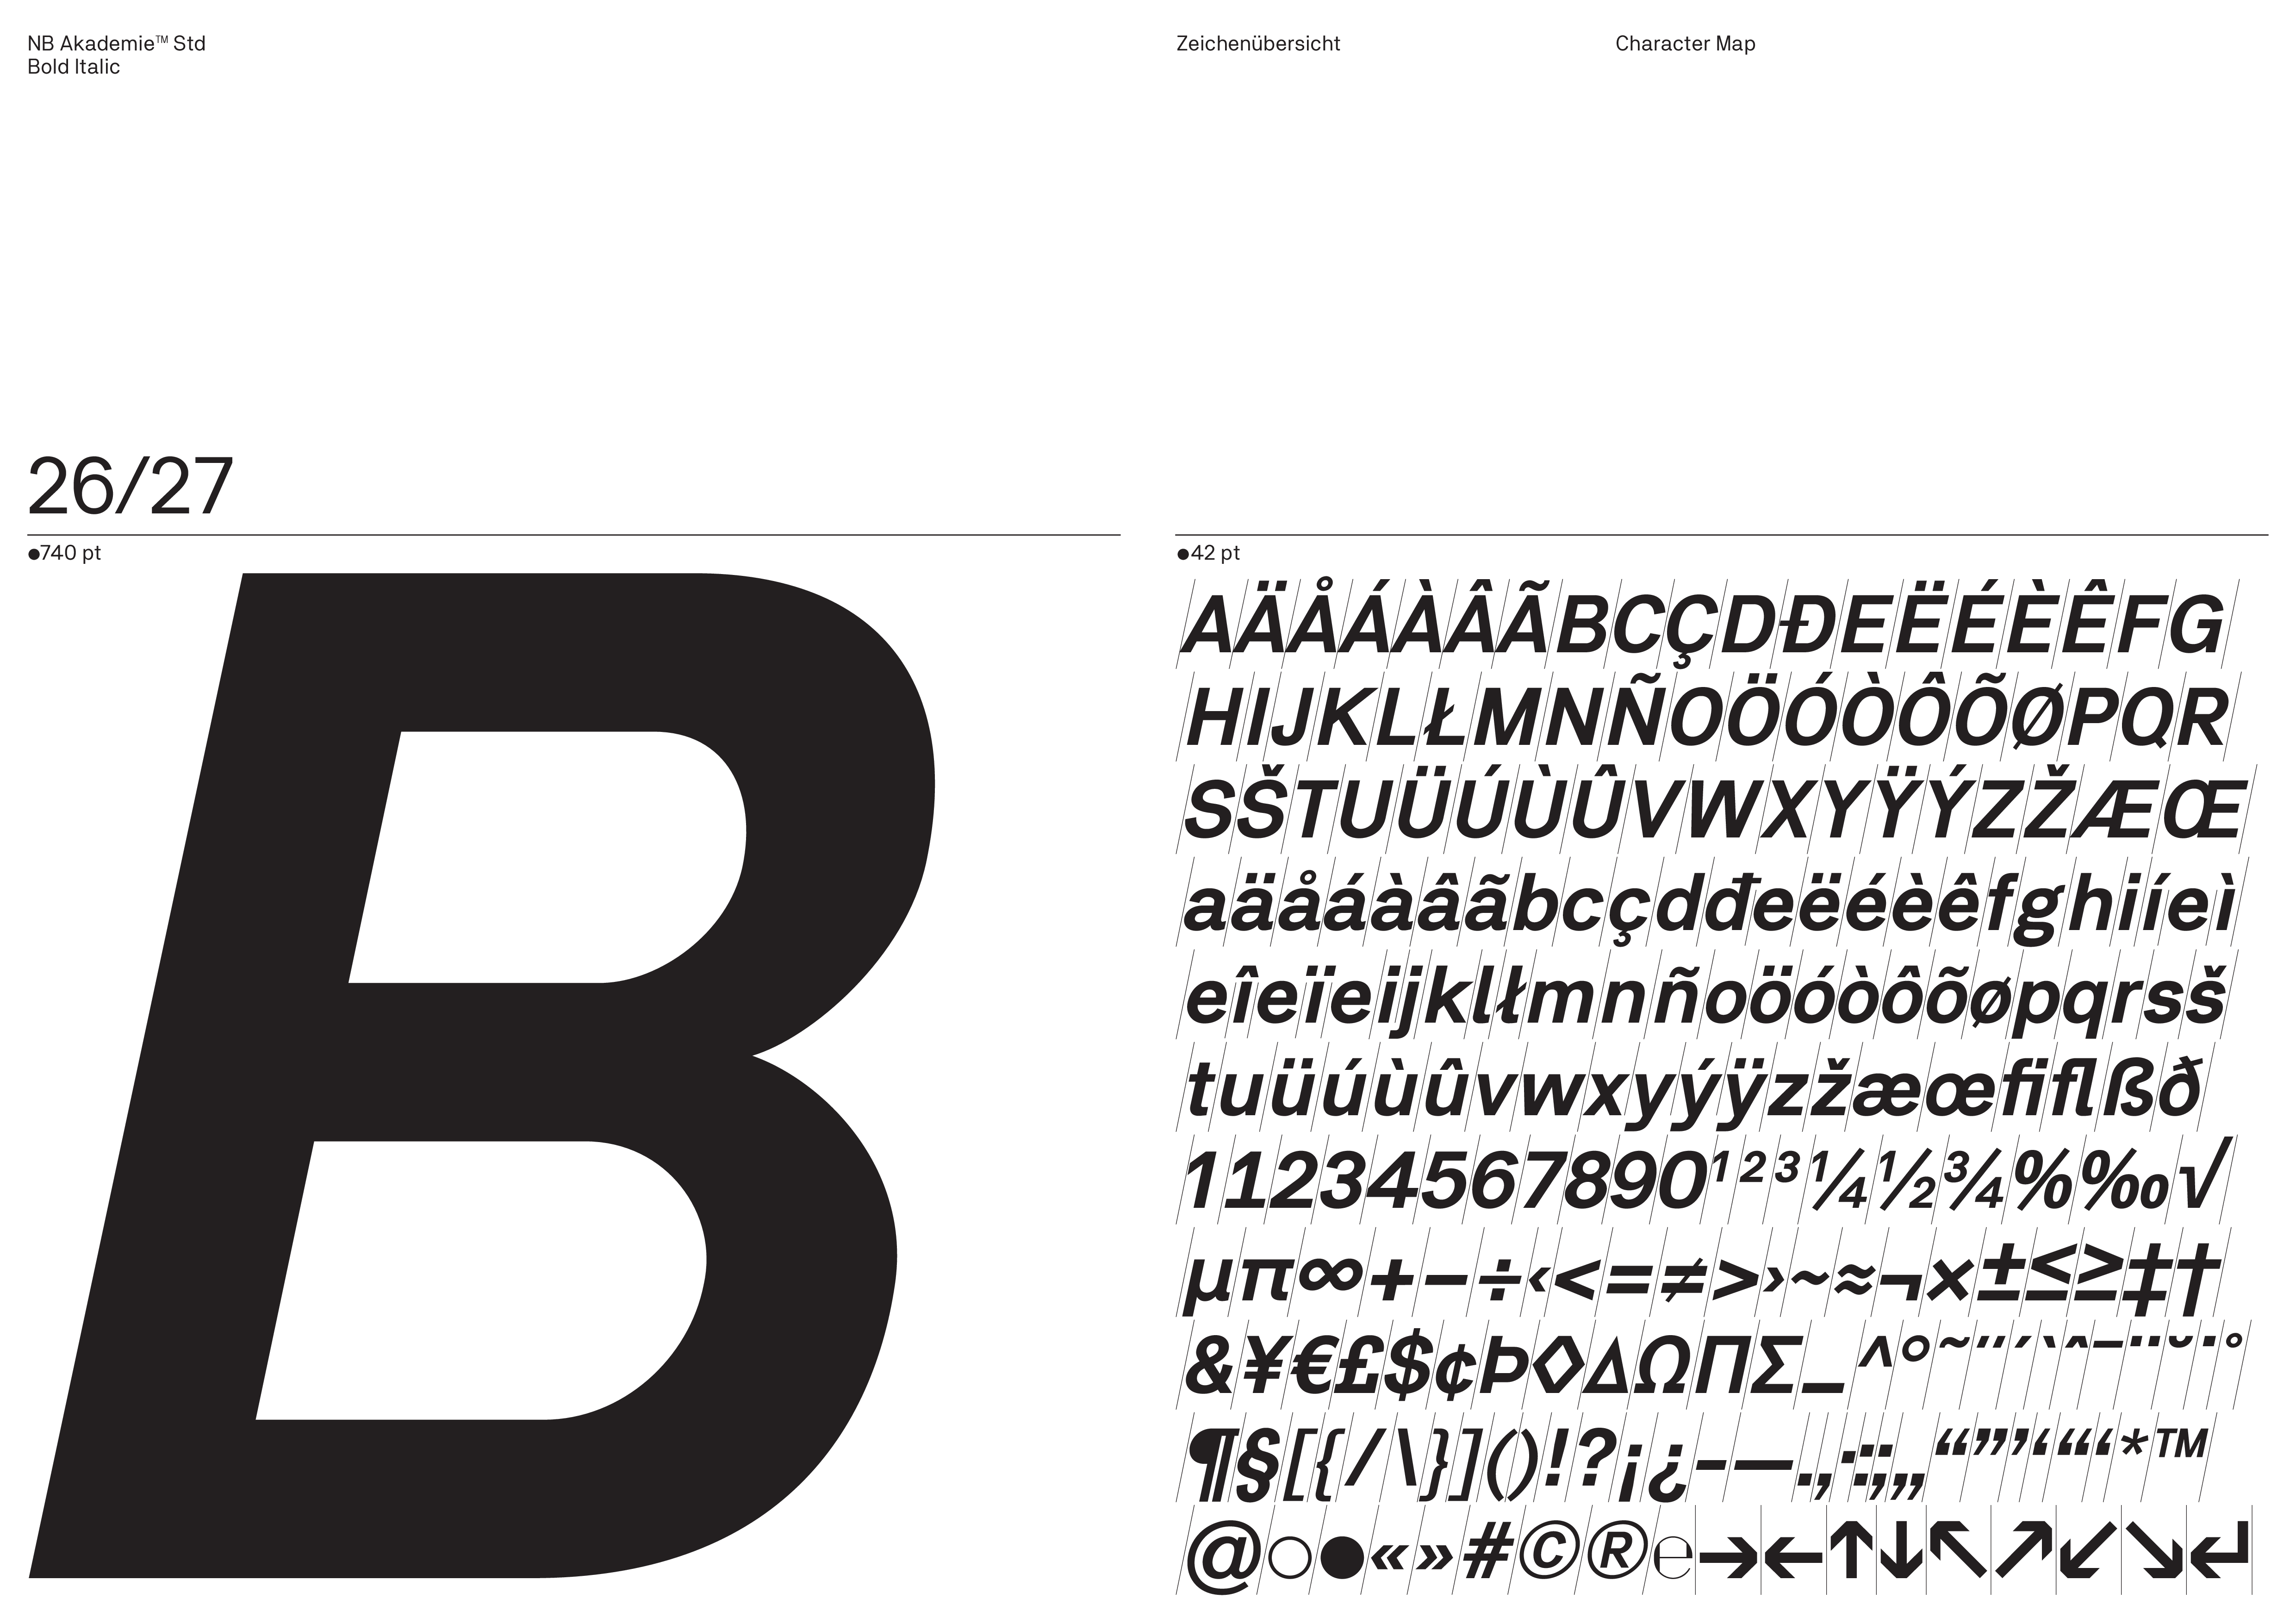 NB Akademie™ Std
Bold Italic
Zeichenübersicht
Character Map
26/27
●740 pt
●42 pt
B
AÄÅÁÀÂÃBCÇDĐEËÉÈÊFG
HIJKLŁMNÑOÖÓÒÔÕØPQR
SŠTUÜÚÙÛVWXYŸÝZŽÆŒ
aäåáàâãbcçdđeëéèêfghiíeì
eîeïeijklłmnñoöóòôõøpqrsš
tuüúùûvwxyýÿzžæœfiflßð
11234567890¹²³¼½¾%‰√
µπ∞+−÷‹<=≠>›~≈¬×±≤≥‡†
&¥€£$¢Þ◊∆ΩΠΣ_^°˜˝´`ˆ¯¨˘˙˚
¶§[{/\}]()!?¡¿–—.,·:;‚„“”’‘“‘*™
@○●«»#©®℮→←↑↓↖↗↙↘↵